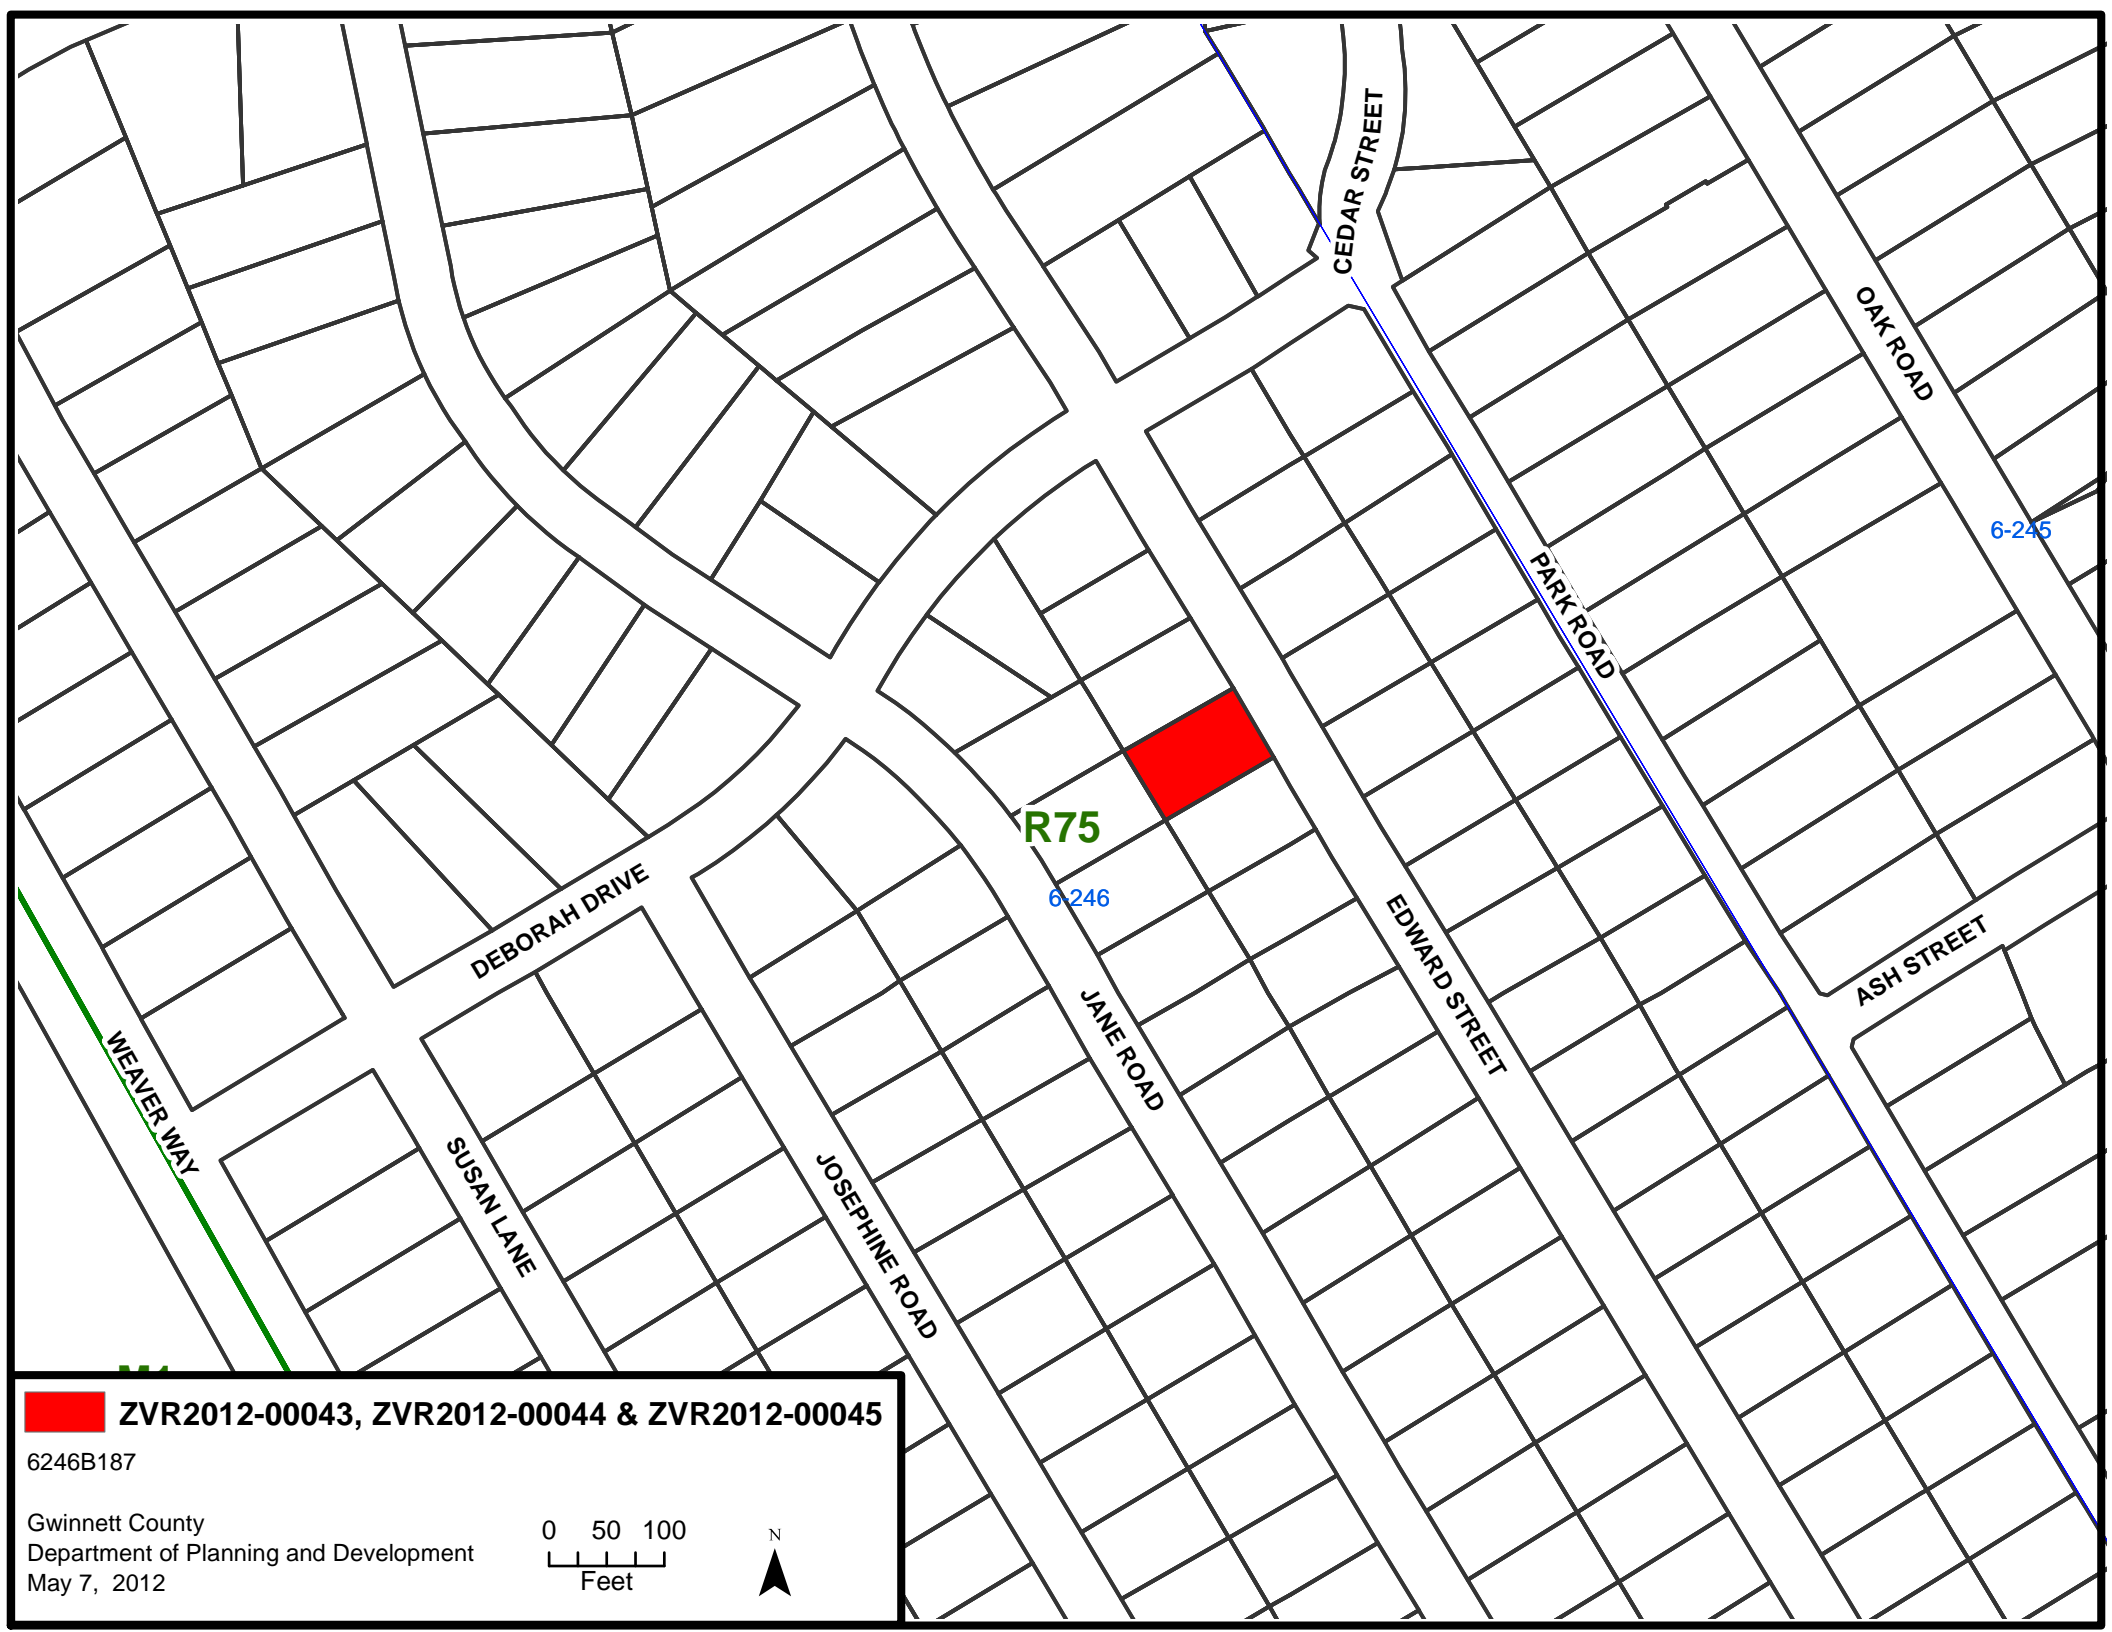 CEDAR STREET
OAK ROAD
6-245
PARK ROAD
R75
6-246
DEBORAH DRIVE
EDWARD STREET
ASH STREET
JANE ROAD
WEAVER WAY
SUSAN LANE
JOSEPHINE ROAD
ZVR2012-00043, ZVR2012-00044 & ZVR2012-00045
6246B187
Gwinnett County
Department of Planning and Development
May 7, 2012
0 50 100
Feet
N